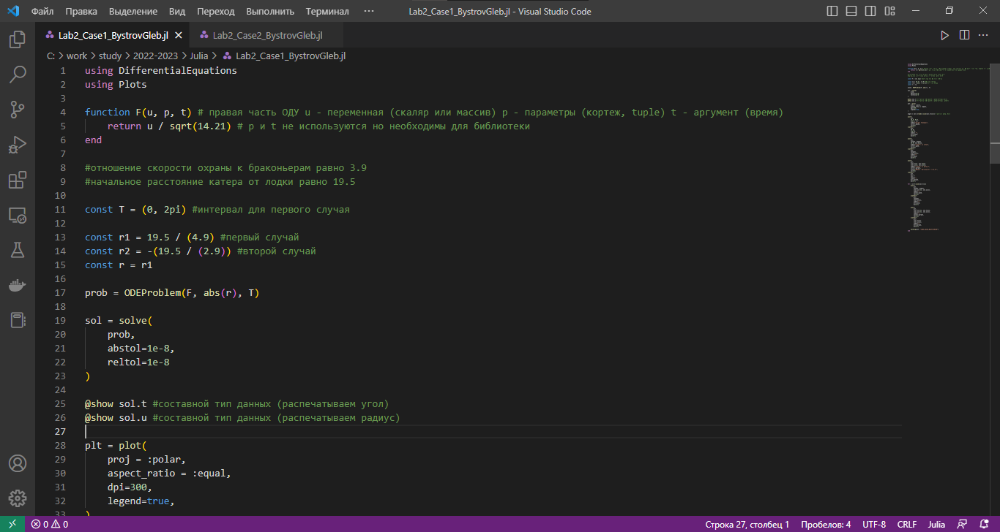 Файл Правка Выделение Вид Переход Выполнить Терминал ··· Lab2_Case1_BystrovGleb.jl - Visual Studio Code
Lab2_Case1_BystrovGleb.jl Lab2_Case2_BystrovGleb.jl
C: > work > study > 2022-2023 > Julia > Lab2_Case1_BystrovGleb.jl
1 using DifferentialEquations
2 using Plots
3
4 function F(u, p, t) # правая часть ОДУ u - переменная (скаляр или массив) p - параметры (кортеж, tuple) t - аргумент (время)
5     return u / sqrt(14.21) # p и t не используются но необходимы для библиотеки
6 end
7
8 #отношение скорости охраны к браконьерам равно 3.9
9 #начальное расстояние катера от лодки равно 19.5
10
11 const T = (0, 2pi) #интервал для первого случая
12
13 const r1 = 19.5 / (4.9) #первый случай
14 const r2 = -(19.5 / (2.9)) #второй случай
15 const r = r1
16
17 prob = ODEProblem(F, abs(r), T)
18
19 sol = solve(
20     prob,
21     abstol=1e-8,
22     reltol=1e-8
23 )
24
25 @show sol.t #составной тип данных (распечатываем угол)
26 @show sol.u #составной тип данных (распечатываем радиус)
27
28 plt = plot(
29     proj = :polar,
30     aspect_ratio = :equal,
31     dpi=300,
32     legend=true,
33 )
0 0 Строка 27, столбец 1 Пробелов: 4 UTF-8 CRLF Julia